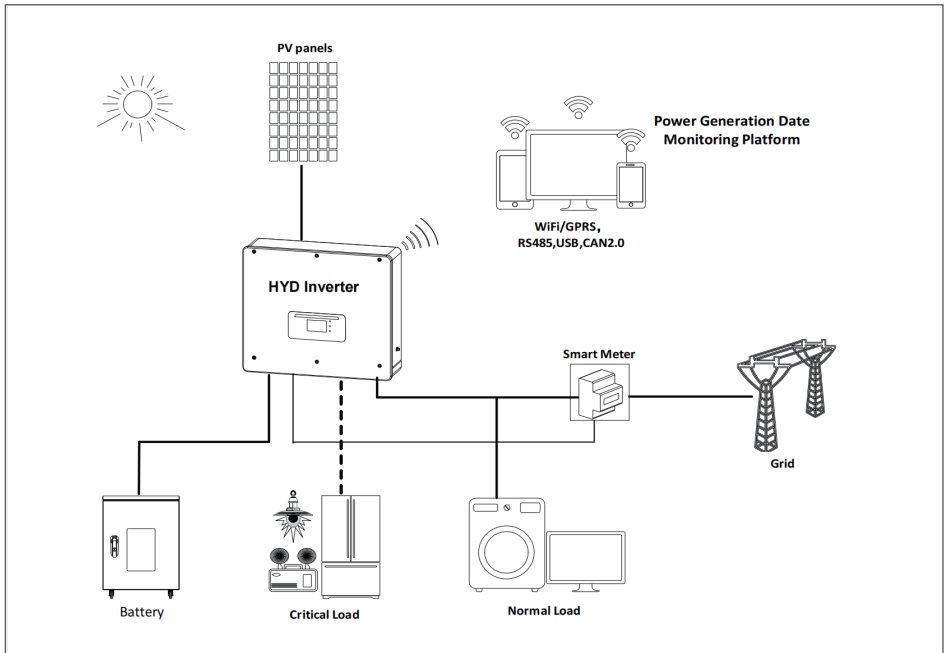 PV panels
Power Generation Date
Monitoring Platform
WiFi/GPRS，
RS485,USB,CAN2.0
HYD Inverter
Smart Meter
Grid
Battery
Critical Load
Normal Load